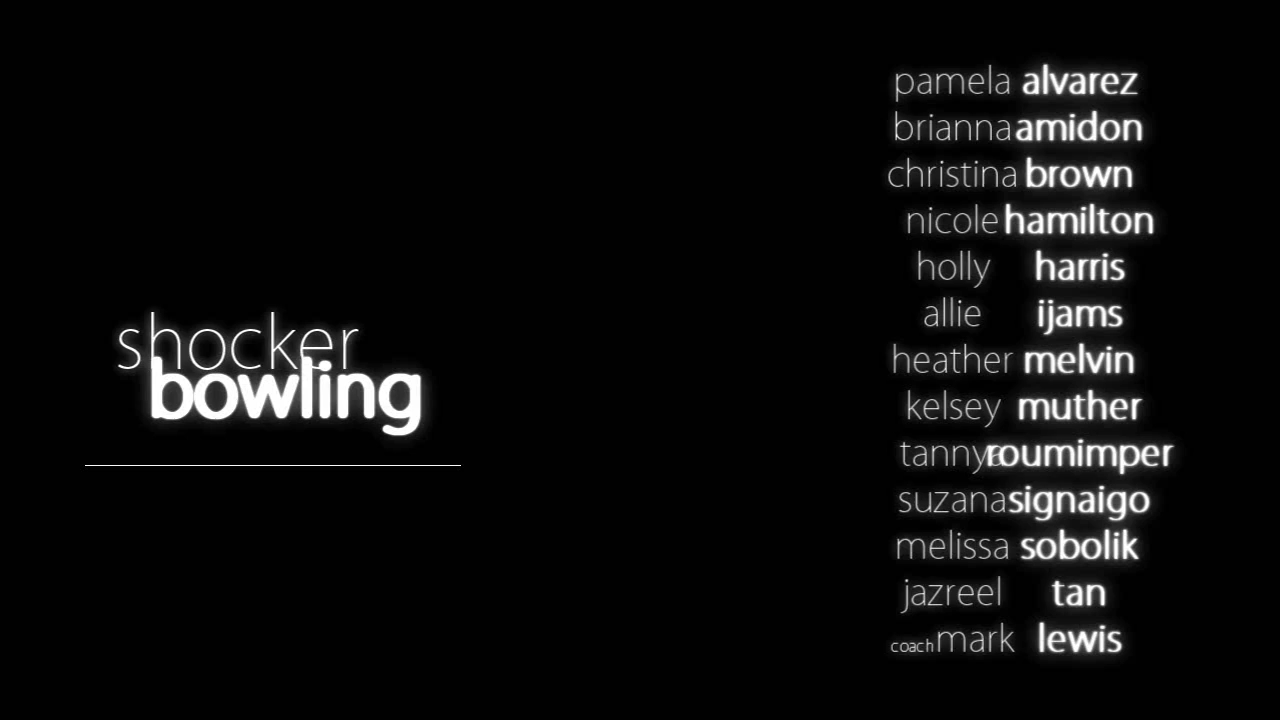 shocker
bowling
pamela alvarez
brianna amidon
christina brown
nicole hamilton
holly harris
allie ijams
heather melvin
kelsey muther
tannya roumimper
suzana signaigo
melissa sobolik
jazreel tan
coach mark lewis